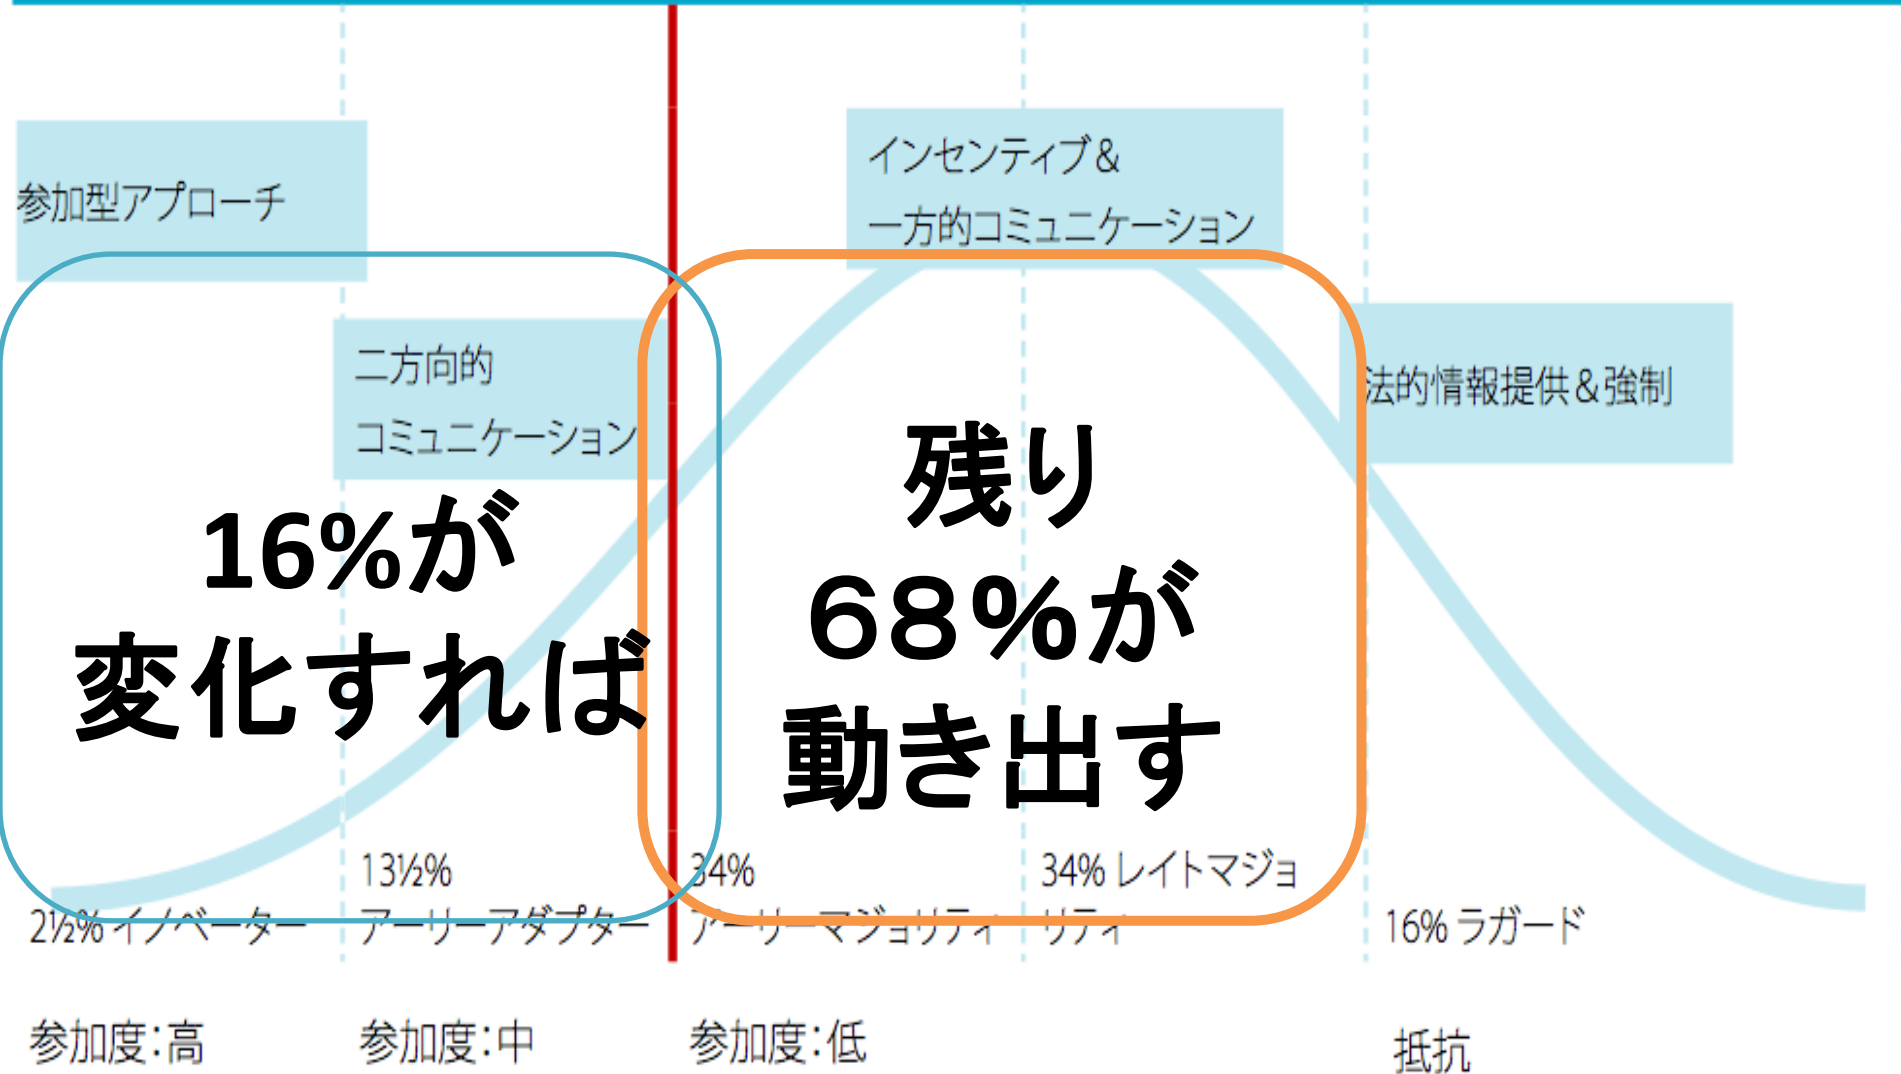 参加型アプローチ
二方向的
コミュニケーション
インセンティブ&
一方的コミュニケーション
法的情報提供&強制
16%が
変化すれば
残り
68%が
動き出す
2½% イノベーター
13½%
アーリーアダプター
34%
アーリーマジョリティ
34% レイトマジョ
リティ
16% ラガード
参加度:高
参加度:中
参加度:低
抵抗